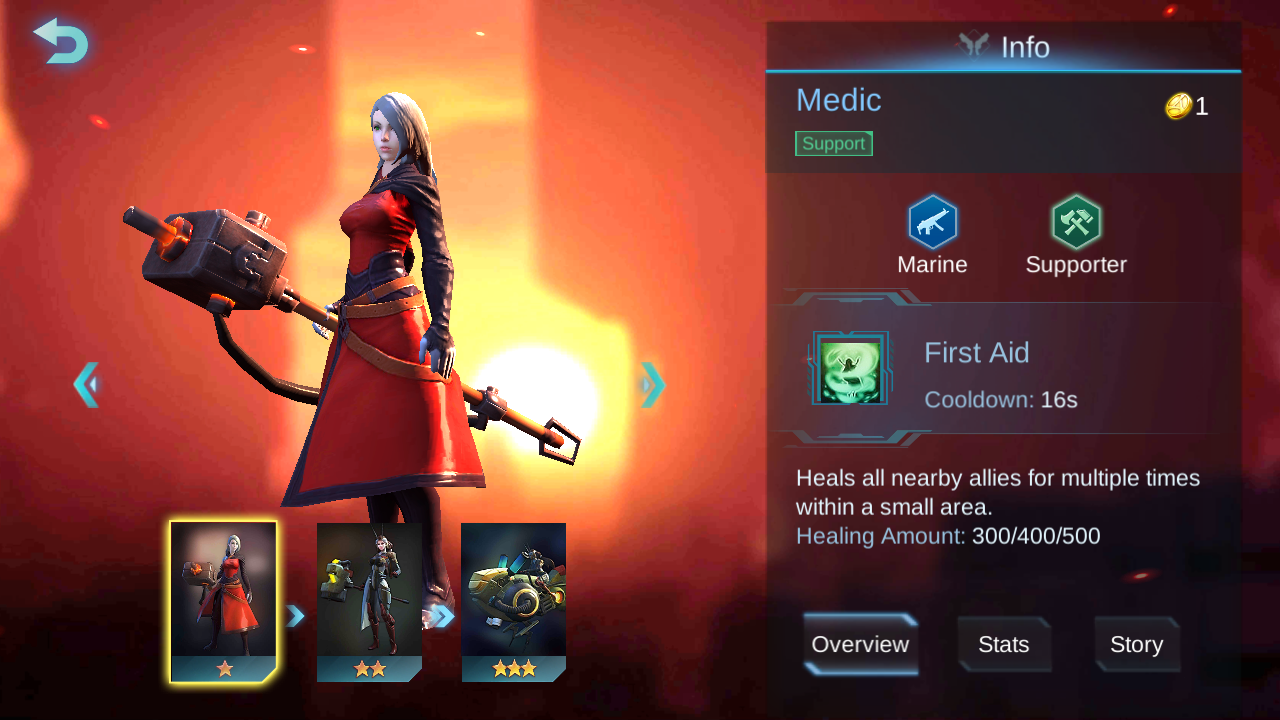 Info
Medic
1
Support
Marine
Supporter
First Aid
Cooldown: 16s
Heals all nearby allies for multiple times
within a small area.
Healing Amount: 300/400/500
Overview
Stats
Story